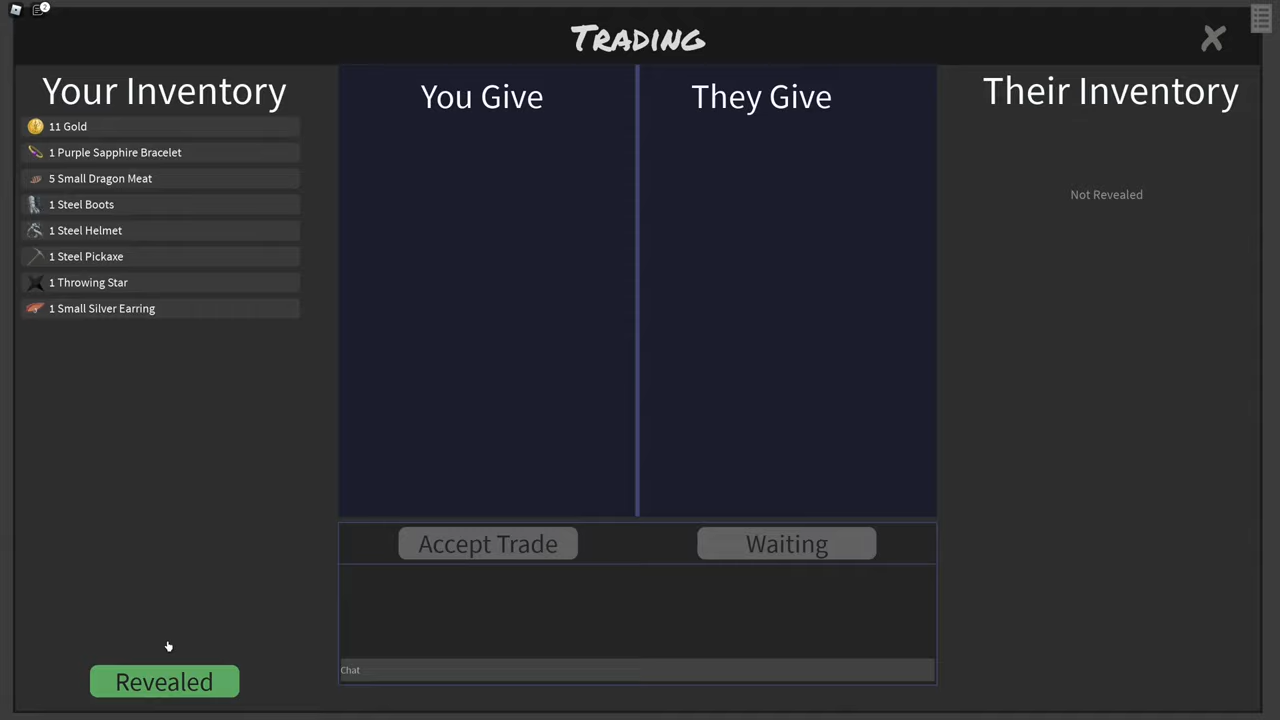 2
Trading
Your Inventory
11 Gold
1 Purple Sapphire Bracelet
5 Small Dragon Meat
1 Steel Boots
1 Steel Helmet
1 Steel Pickaxe
1 Throwing Star
1 Small Silver Earring
Revealed
You Give
They Give
Accept Trade
Waiting
Chat
Their Inventory
Not Revealed